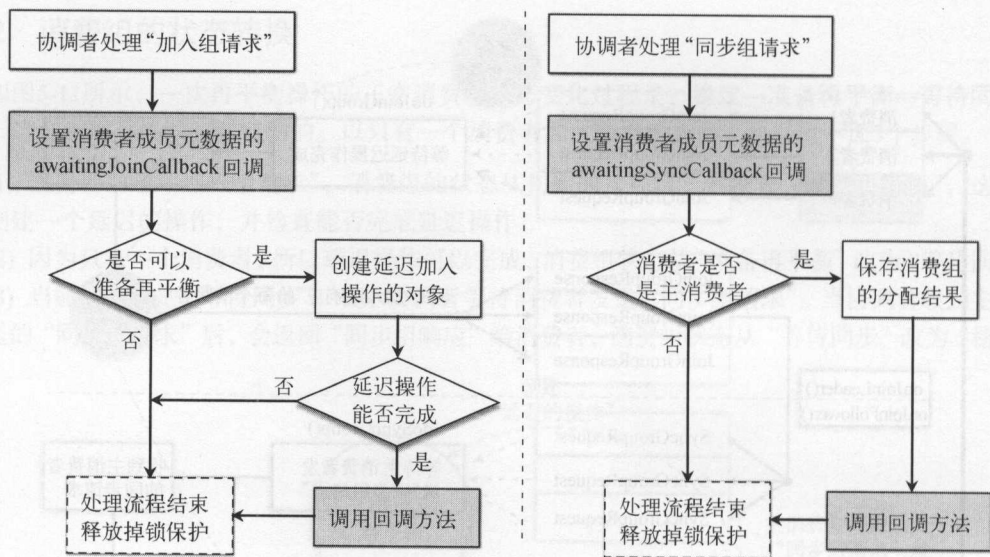 协调者处理“加入组请求”
设置消费者成员元数据的
awaitingJoinCallback回调
是否可以
准备再平衡
是
创建延迟加入
操作的对象
否
否
延迟操作
能否完成
是
处理流程结束
释放掉锁保护
调用回调方法
协调者处理“同步组请求”
设置消费者成员元数据的
awaitingSyncCallback回调
消费者是否
是主消费者
是
保存消费组
的分配结果
否
处理流程结束
释放掉锁保护
调用回调方法